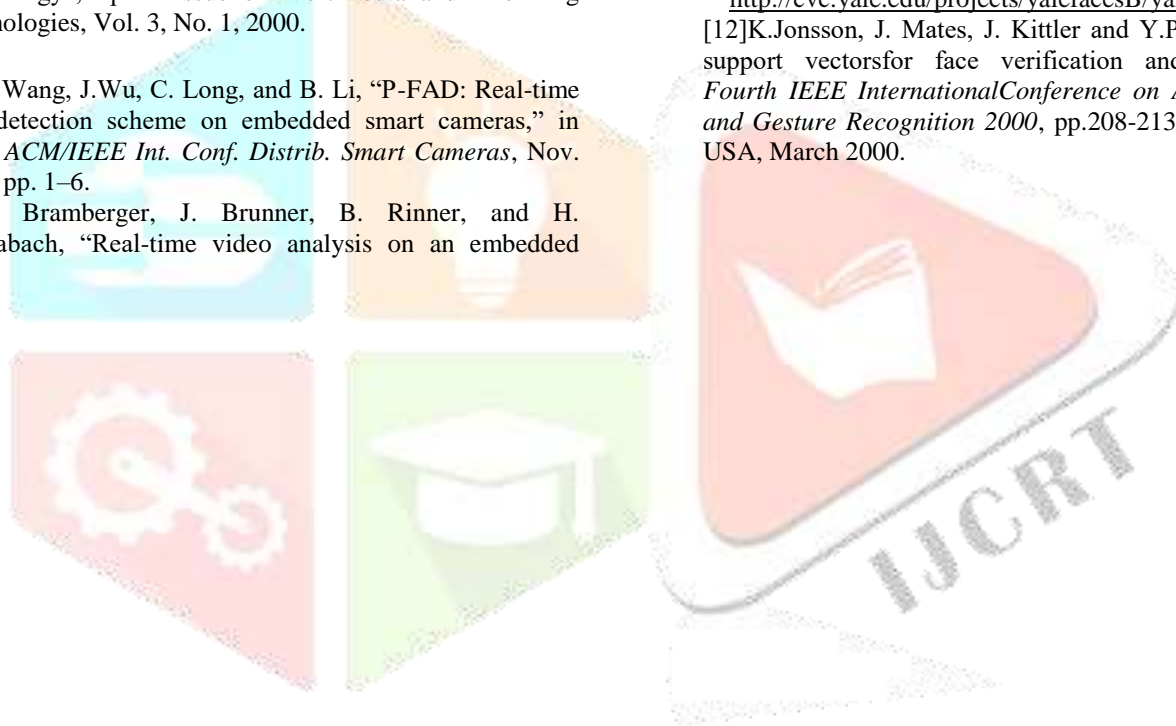 nologies, Vol. 3, No. 1, 2000.
Wang, J.Wu, C. Long, and B. Li, “P-FAD: Real-time
detection scheme on embedded smart cameras,” in
ACM/IEEE Int. Conf. Distrib. Smart Cameras, Nov.
pp. 1–6.
Bramberger, J. Brunner, B. Rinner, and H.
abach, “Real-time video analysis on an embedded
[12]K.Jonsson, J. Mates, J. Kittler and Y.P
support vectorsfor face verification and
Fourth IEEE InternationalConference on A
and Gesture Recognition 2000, pp.208-213
USA, March 2000.
IJCRT